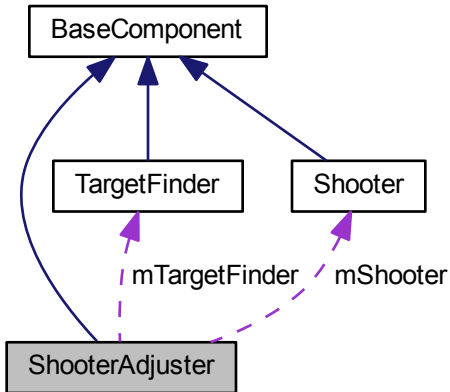 BaseComponent
TargetFinder
Shooter
mTargetFinder
mShooter
ShooterAdjuster